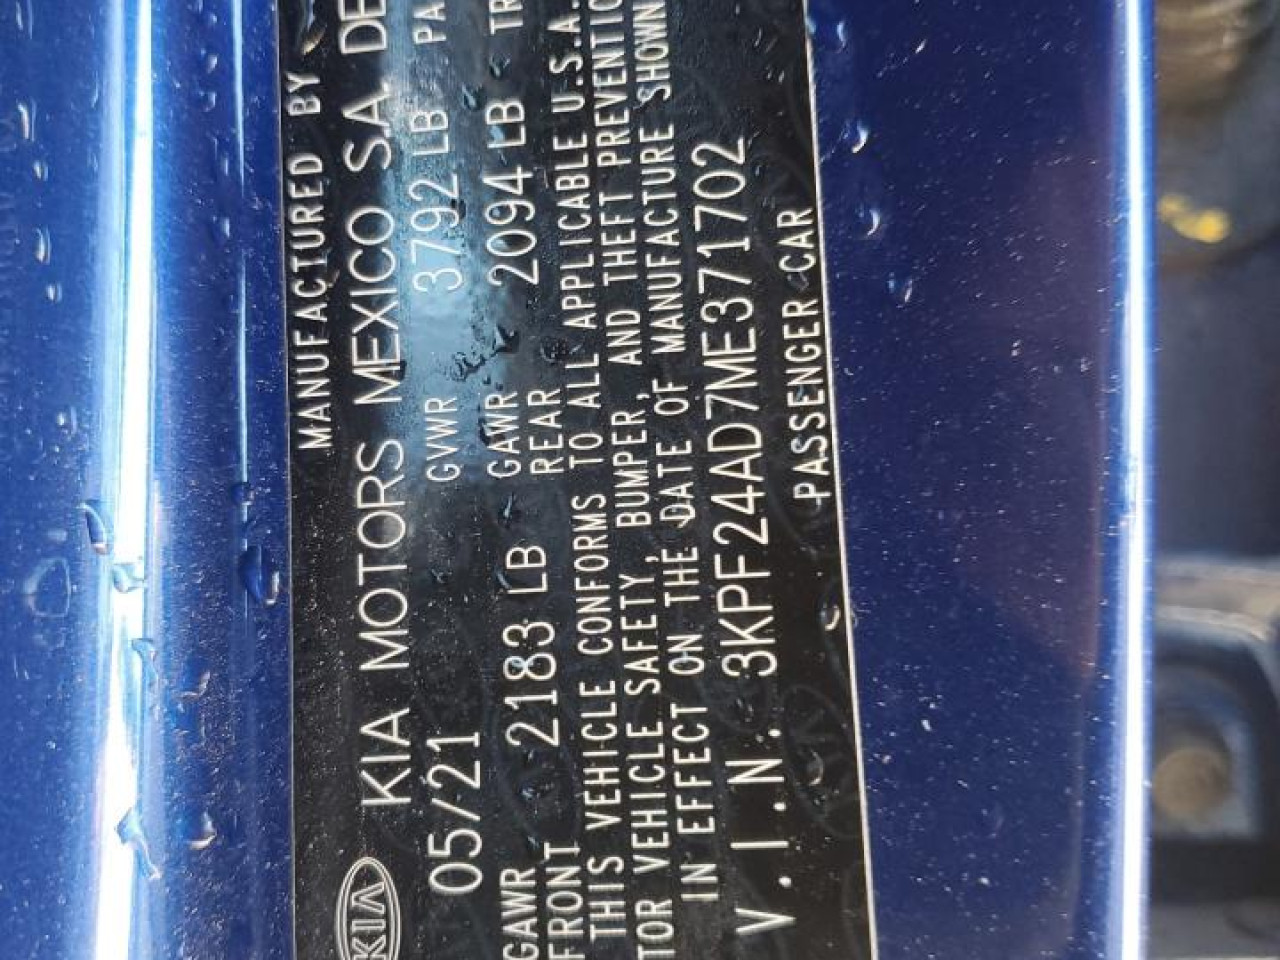 MANUFACTURED BY
KIA KIA MOTORS MEXICO S.A. DE
05/21 GVWR 3792 LB PA
GAWR FRONT 2183 LB GAWR REAR 2094 LB TR
THIS VEHICLE CONFORMS TO ALL APPLICABLE U.S.A.
TOR VEHICLE SAFETY, BUMPER, AND THEFT PREVENTIO
IN EFFECT ON THE DATE OF MANUFACTURE SHOWN
V.I.N. 3KPF24AD7ME371702
PASSENGER CAR